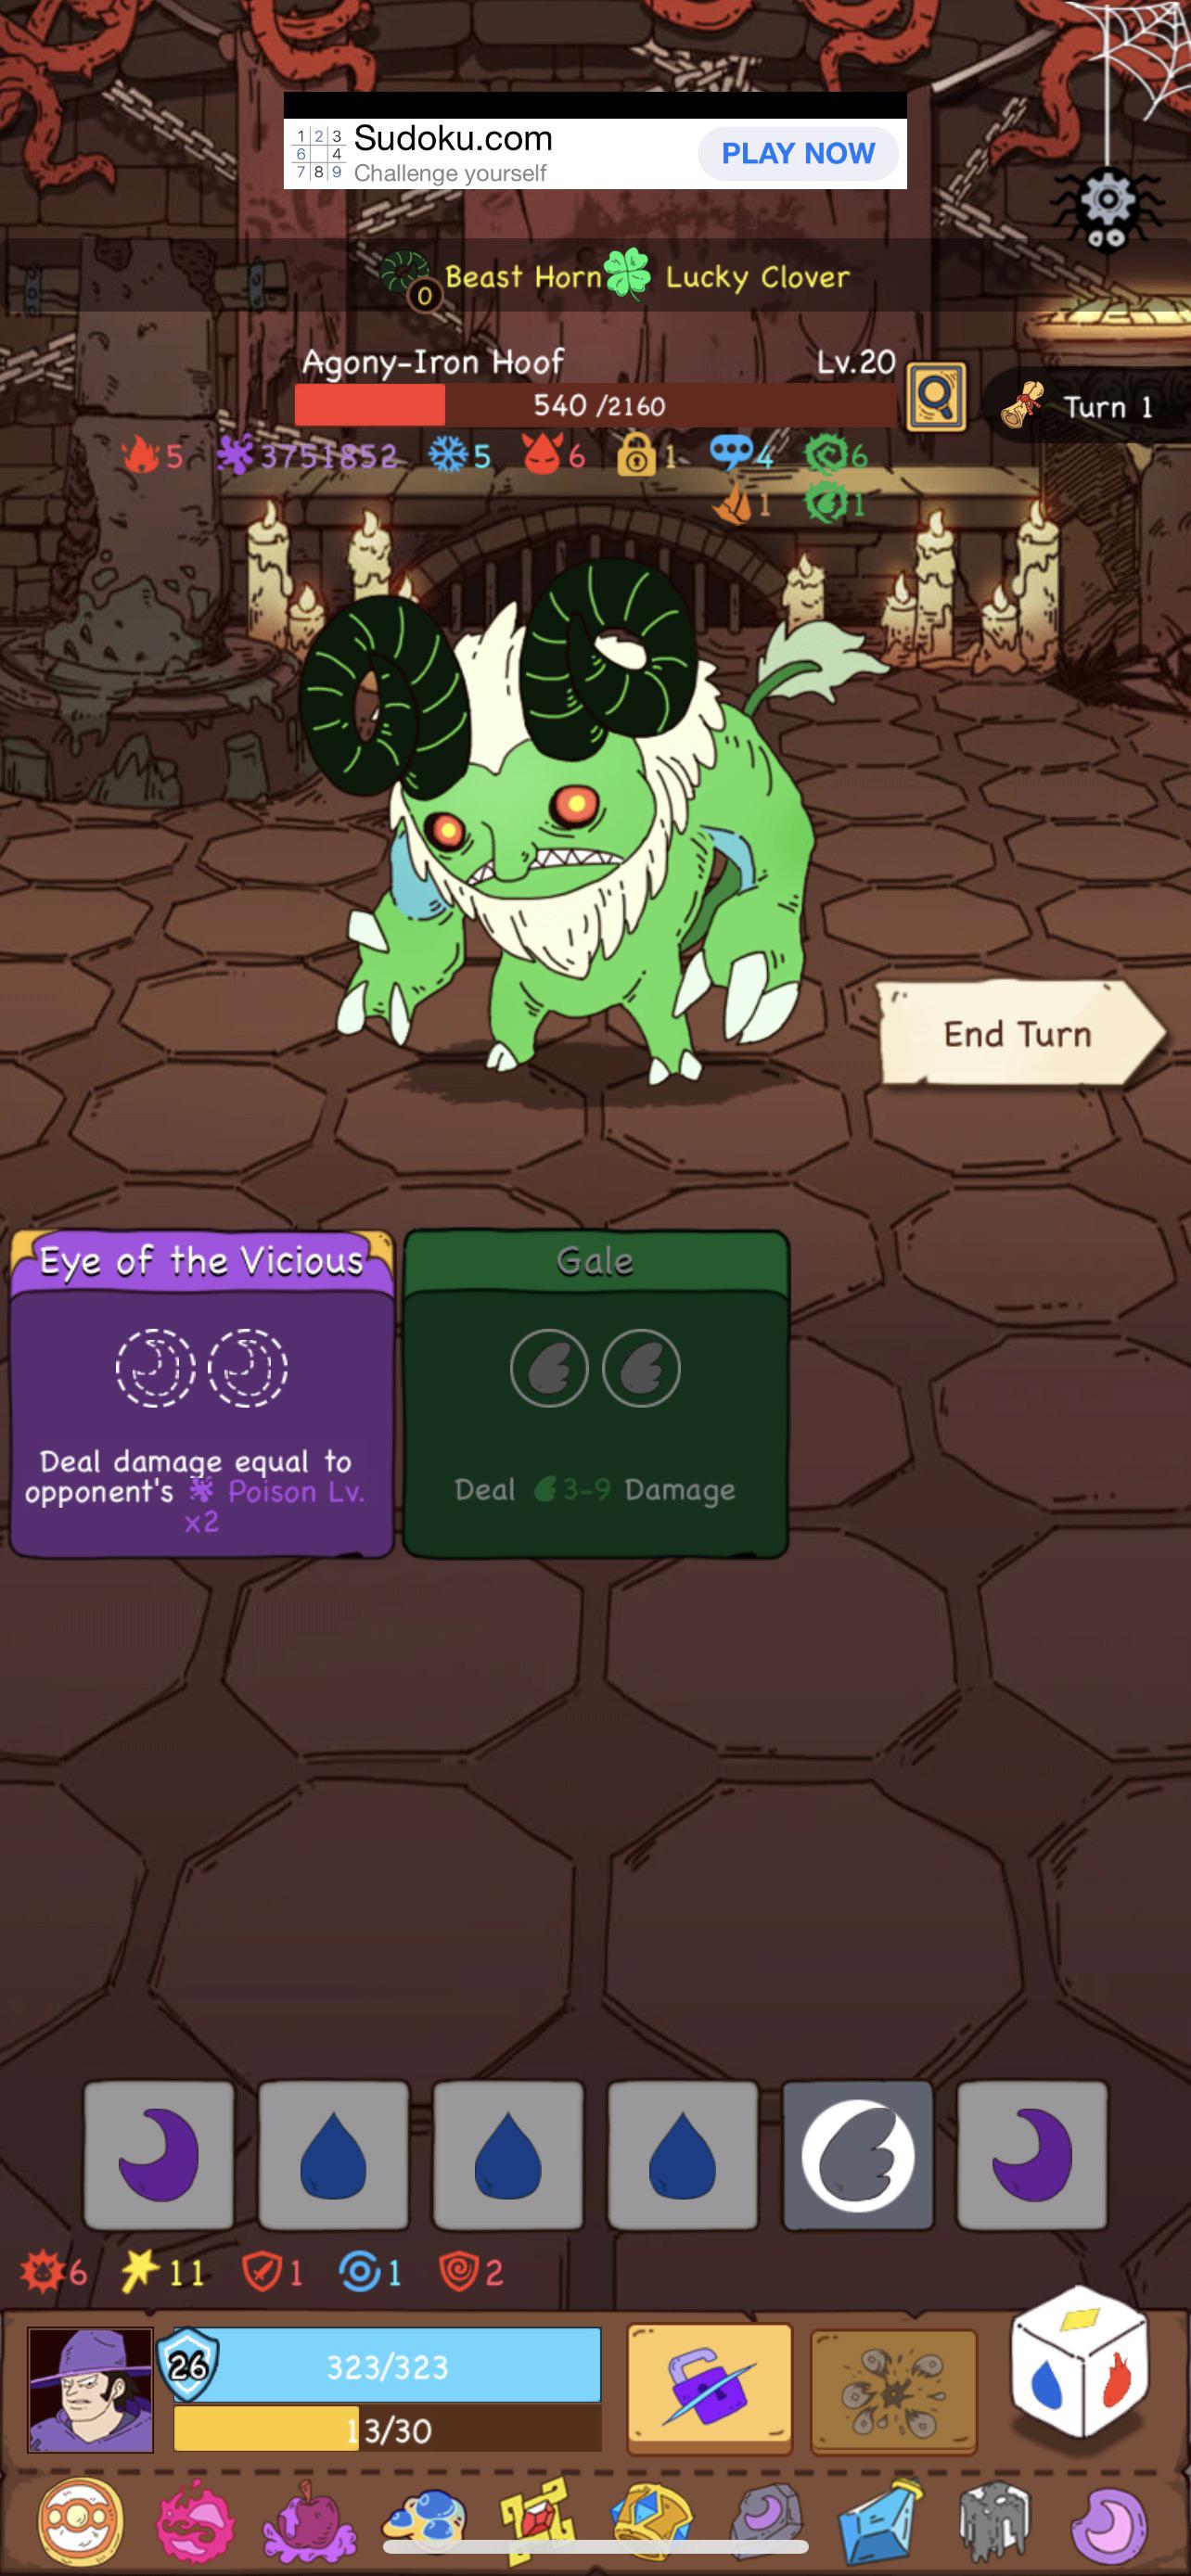 1 2 3
6 4
7 8 9
Sudoku.com
Challenge yourself
PLAY NOW
0 Beast Horn Lucky Clover
Agony-Iron Hoof Lv.20
540 /2160
Turn 1
5 3751852 5 6 1 4 6
1 1
End Turn
Eye of the Vicious
Deal damage equal to
opponent's Poison Lv.
x2
Gale
Deal 3-9 Damage
6 11 1 1 2
26 323/323
13/30